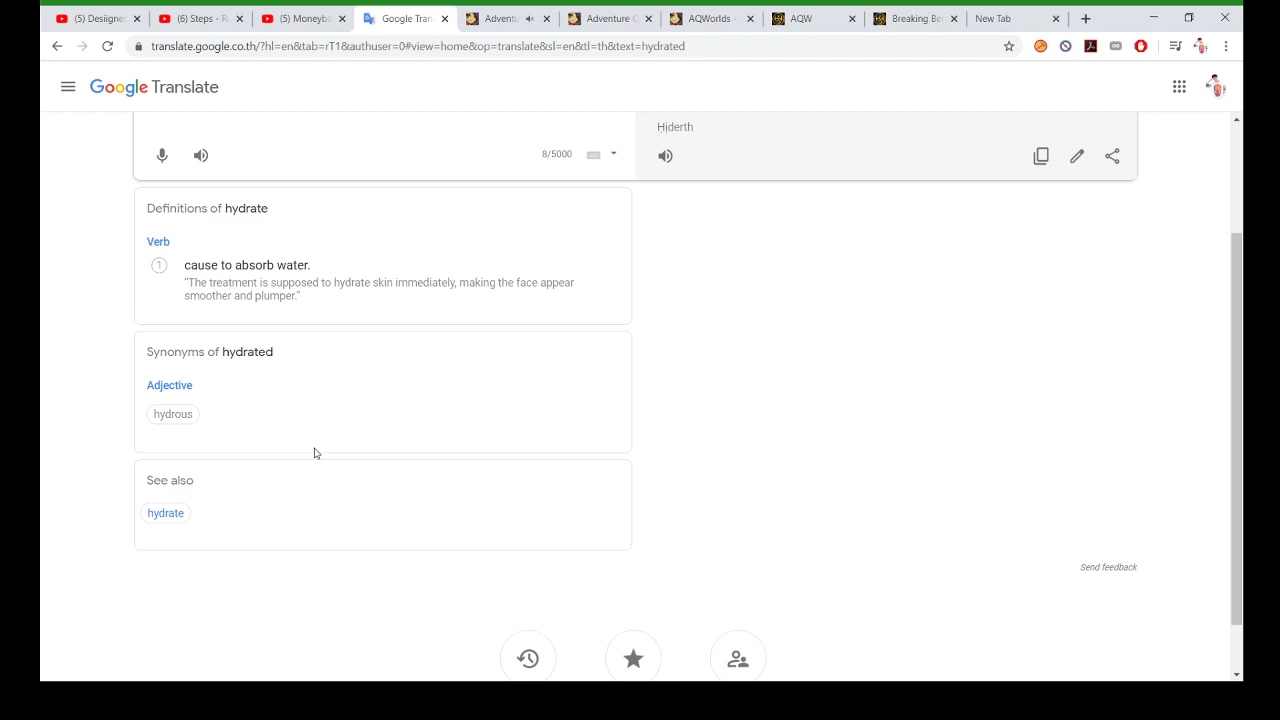 (5) Desiigne
(6) Steps - R
(5) Moneyba
Google Tran
Adventu
Adventure C
AQWorlds -
AQW
Breaking Be
New Tab
translate.google.co.th/?hl=en&tab=rT1&authuser=0#view=home&op=translate&sl=en&tl=th&text=hydrated
Google Translate
Ḥịderth
8/5000
Definitions of hydrate
Verb
1 cause to absorb water.
"The treatment is supposed to hydrate skin immediately, making the face appear
smoother and plumper."
Synonyms of hydrated
Adjective
hydrous
See also
hydrate
Send feedback